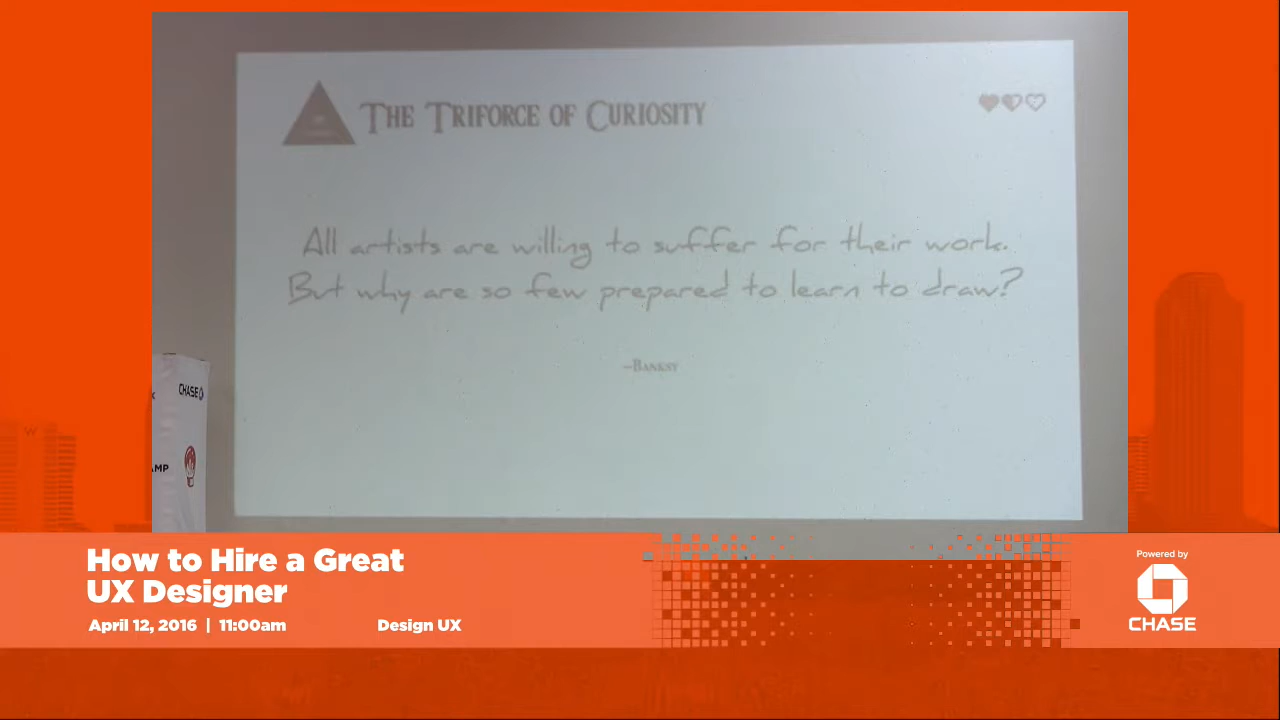 The Triforce of Curiosity
All artists are willing to suffer for their work.
But why are so few prepared to learn to draw?
–Banksy
CHASE
AMP
How to Hire a Great
UX Designer
April 12, 2016 | 11:00am
Design UX
Powered by
CHASE